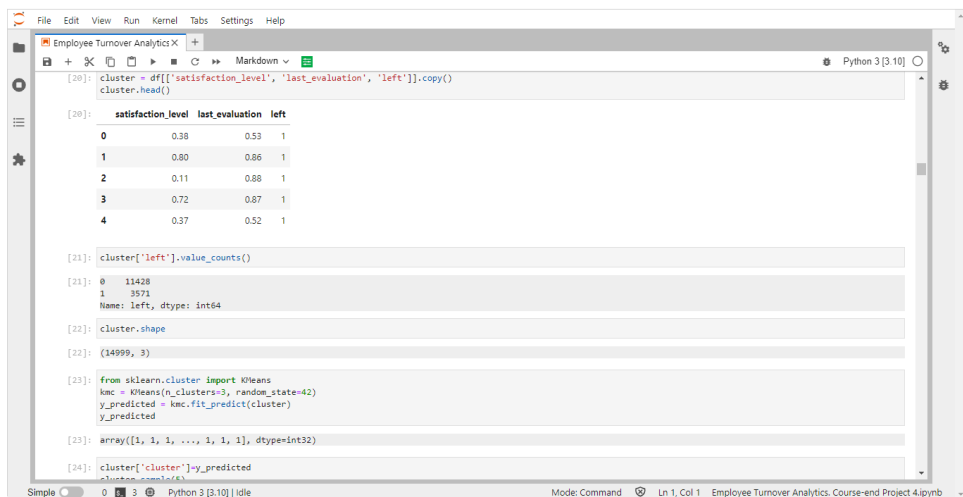 File Edit View Run Kernel Tabs Settings Help
Employee Turnover Analytics
Markdown
Python 3 [3.10]
[20]: cluster = df[['satisfaction_level', 'last_evaluation', 'left']].copy()
cluster.head()
[20]: satisfaction_level last_evaluation left
0 0.38 0.53 1
1 0.80 0.86 1
2 0.11 0.88 1
3 0.72 0.87 1
4 0.37 0.52 1
[21]: cluster['left'].value_counts()
[21]: 0 11428
1 3571
Name: left, dtype: int64
[22]: cluster.shape
[22]: (14999, 3)
[23]: from sklearn.cluster import KMeans
kmc = KMeans(n_clusters=3, random_state=42)
y_predicted = kmc.fit_predict(cluster)
y_predicted
[23]: array([1, 1, 1, ..., 1, 1, 1], dtype=int32)
[24]: cluster['cluster']=y_predicted
cluster.sample(5)
Simple 0 3 Python 3 [3.10] | Idle Mode: Command Ln 1, Col 1 Employee Turnover Analytics. Course-end Project 4.ipynb